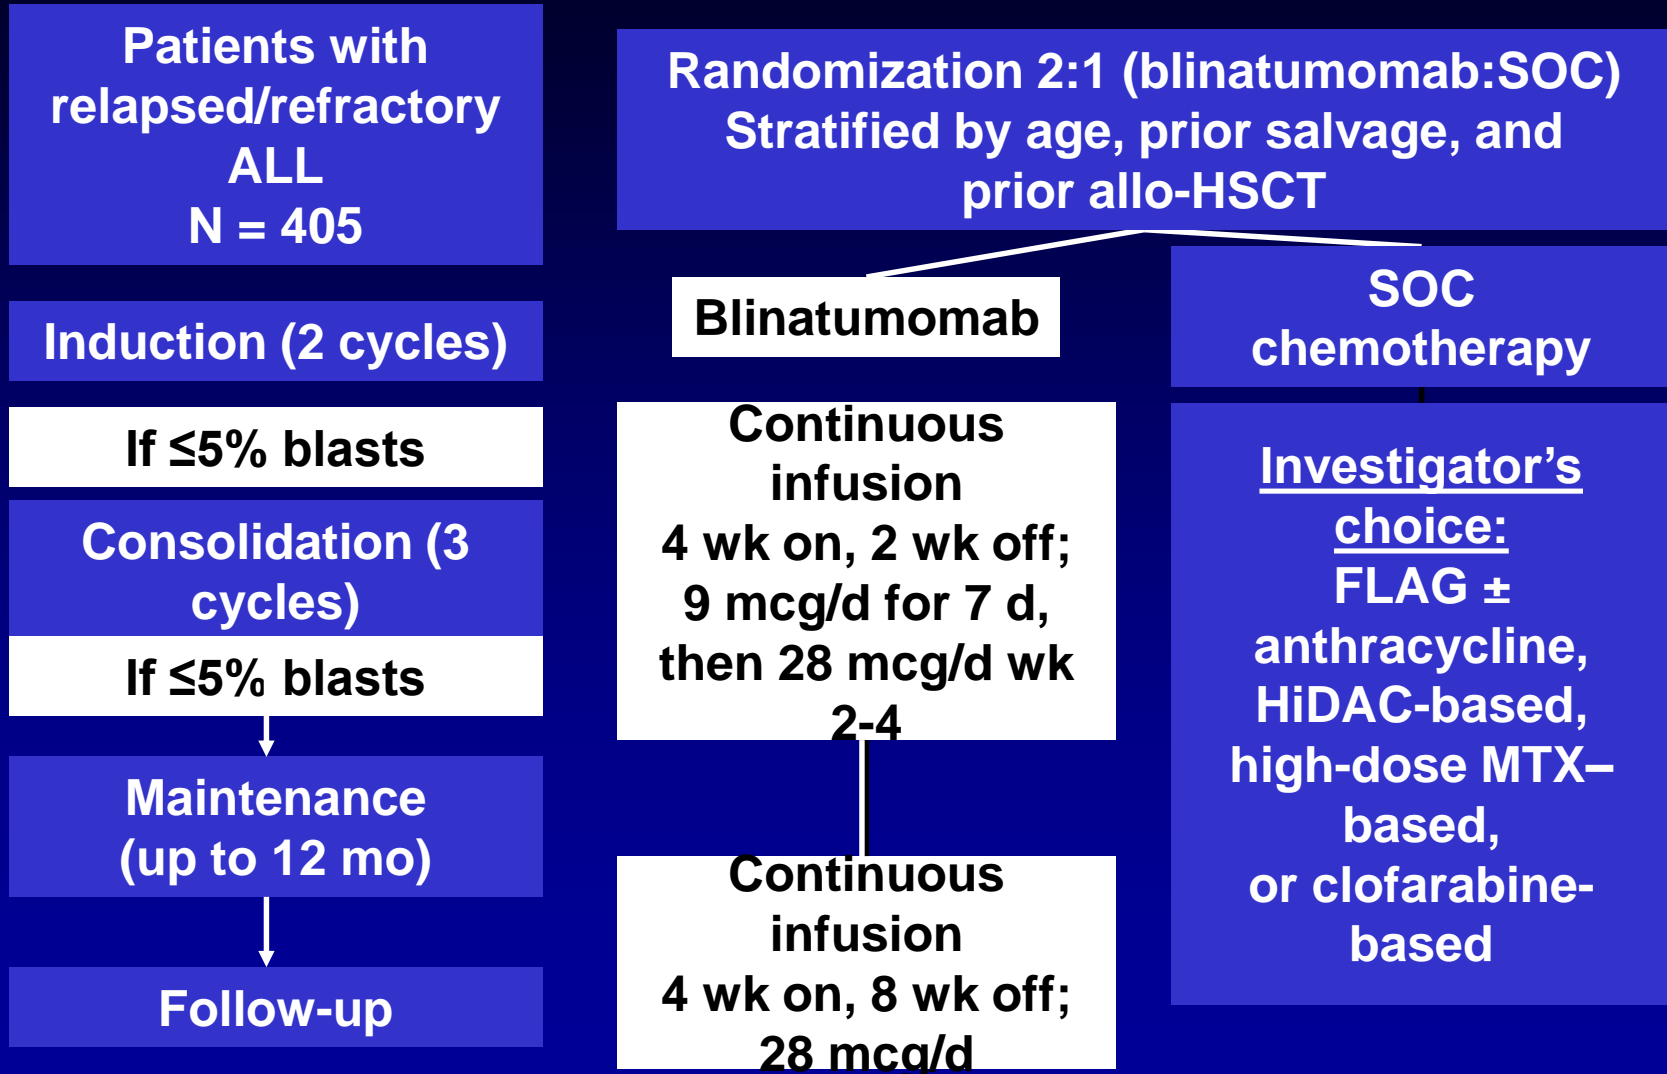 Patients with
relapsed/refractory
ALL
N = 405
Induction (2 cycles)
If ≤5% blasts
Consolidation (3
cycles)
If ≤5% blasts
Maintenance
(up to 12 mo)
Follow-up
Randomization 2:1 (blinatumomab:SOC)
Stratified by age, prior salvage, and
prior allo-HSCT
Blinatumomab
Continuous
infusion
4 wk on, 2 wk off;
9 mcg/d for 7 d,
then 28 mcg/d wk
2-4
Continuous
infusion
4 wk on, 8 wk off;
28 mcg/d
SOC
chemotherapy
Investigator’s
choice:
FLAG ±
anthracycline,
HiDAC-based,
high-dose MTX–
based,
or clofarabine-
based